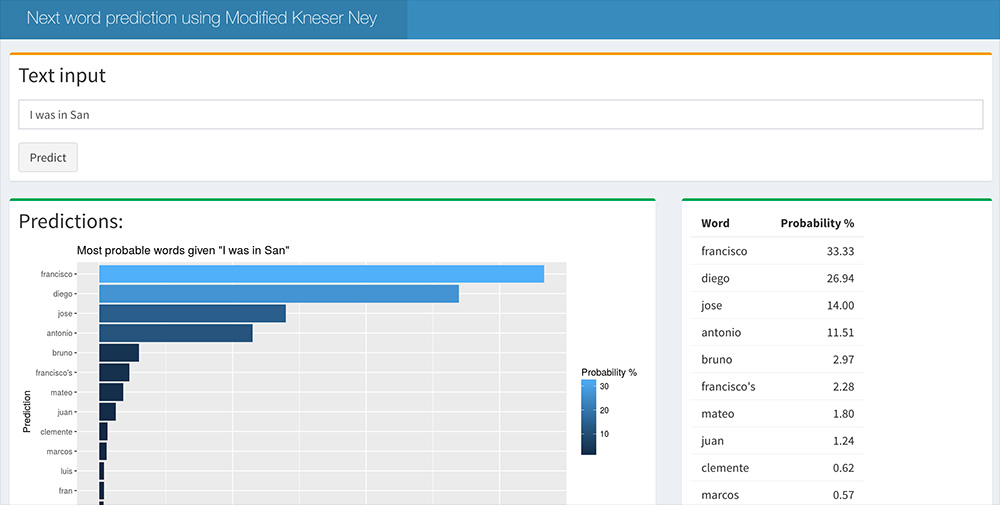 Next word prediction using Modified Kneser Ney
Text input
I was in San
Predict
Predictions:
Most probable words given "I was in San"
francisco
diego
jose
antonio
bruno
francisco's
mateo
juan
clemente
marcos
luis
fran
Prediction
Probability %
30
20
10
Word Probability %
francisco 33.33
diego 26.94
jose 14.00
antonio 11.51
bruno 2.97
francisco's 2.28
mateo 1.80
juan 1.24
clemente 0.62
marcos 0.57